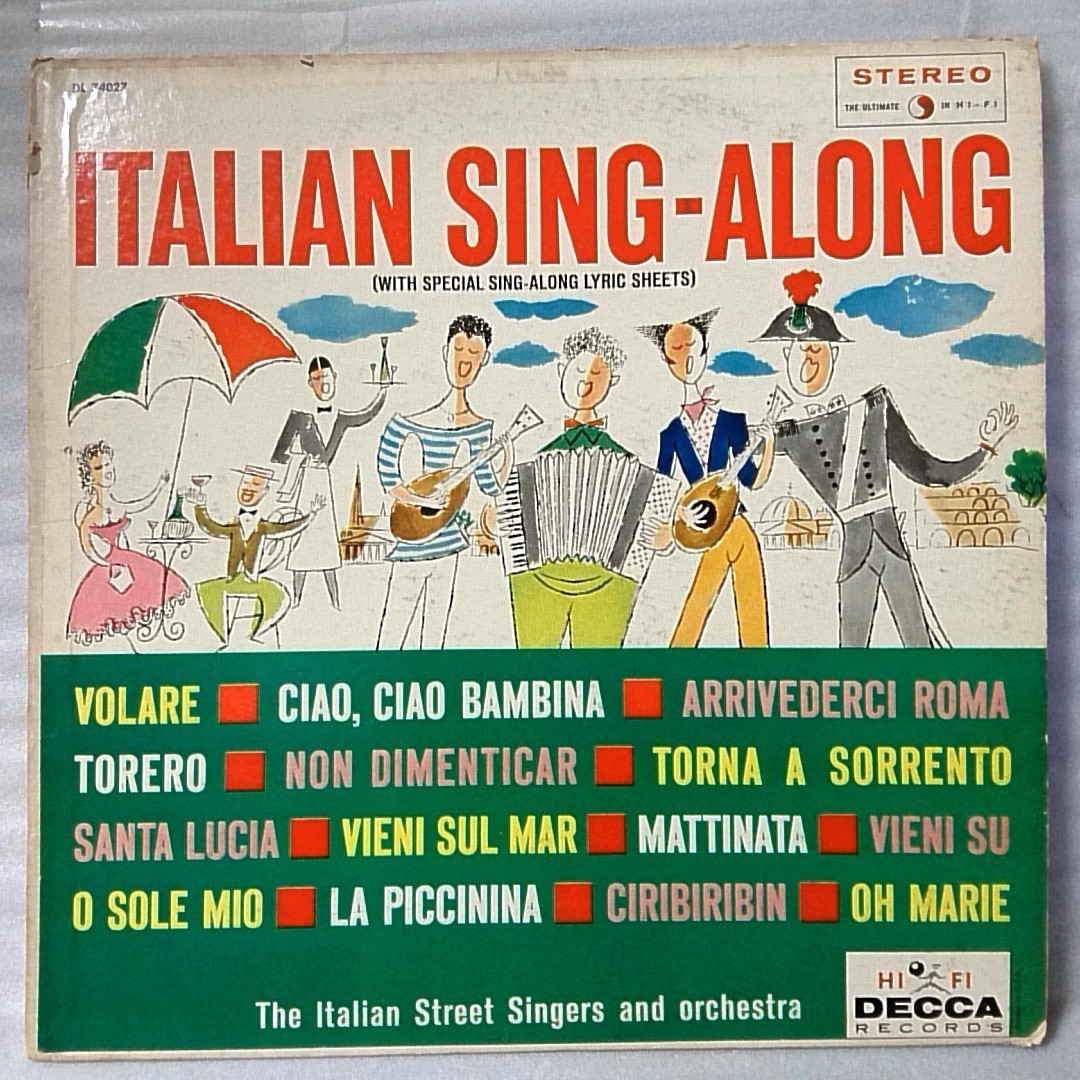 DL 74027
STEREO
THE ULTIMATE IN HI-FI
ITALIAN SING-ALONG
(WITH SPECIAL SING-ALONG LYRIC SHEETS)
VOLARE CIAO, CIAO BAMBINA ARRIVEDERCI ROMA
TORERO NON DIMENTICAR TORNA A SORRENTO
SANTA LUCIA VIENI SUL MAR MATTINATA VIENI SU
O SOLE MIO LA PICCININA CIRIBIRIBIN OH MARIE
The Italian Street Singers and orchestra
HI FI
DECCA
RECORDS